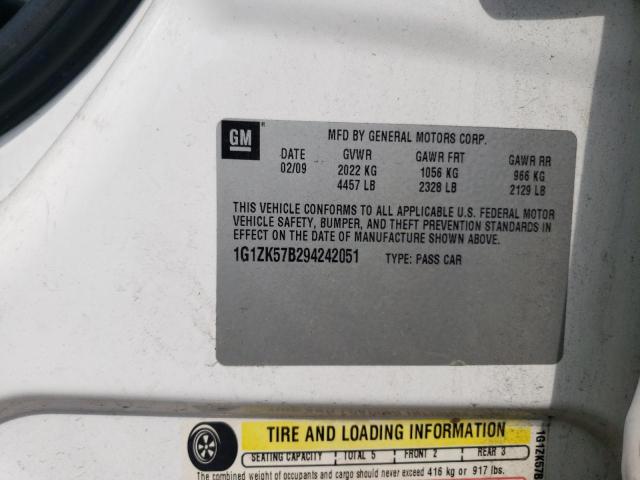 GM
MFD BY GENERAL MOTORS CORP.
DATE GVWR GAWR FRT GAWR RR
02/09 2022 KG 1056 KG 966 KG
4457 LB 2328 LB 2129 LB
THIS VEHICLE CONFORMS TO ALL APPLICABLE U.S. FEDERAL MOTOR
VEHICLE SAFETY, BUMPER, AND THEFT PREVENTION STANDARDS
IN EFFECT ON THE DATE OF MANUFACTURE SHOWN ABOVE.
1G1ZK57B294242051 TYPE: PASS CAR
TIRE AND LOADING INFORMATION
SEATING CAPACITY TOTAL 5 FRONT 2 REAR 3
The combined weight of occupants and cargo should never exceed 416 kg or 917 lbs.
1G1ZK57B